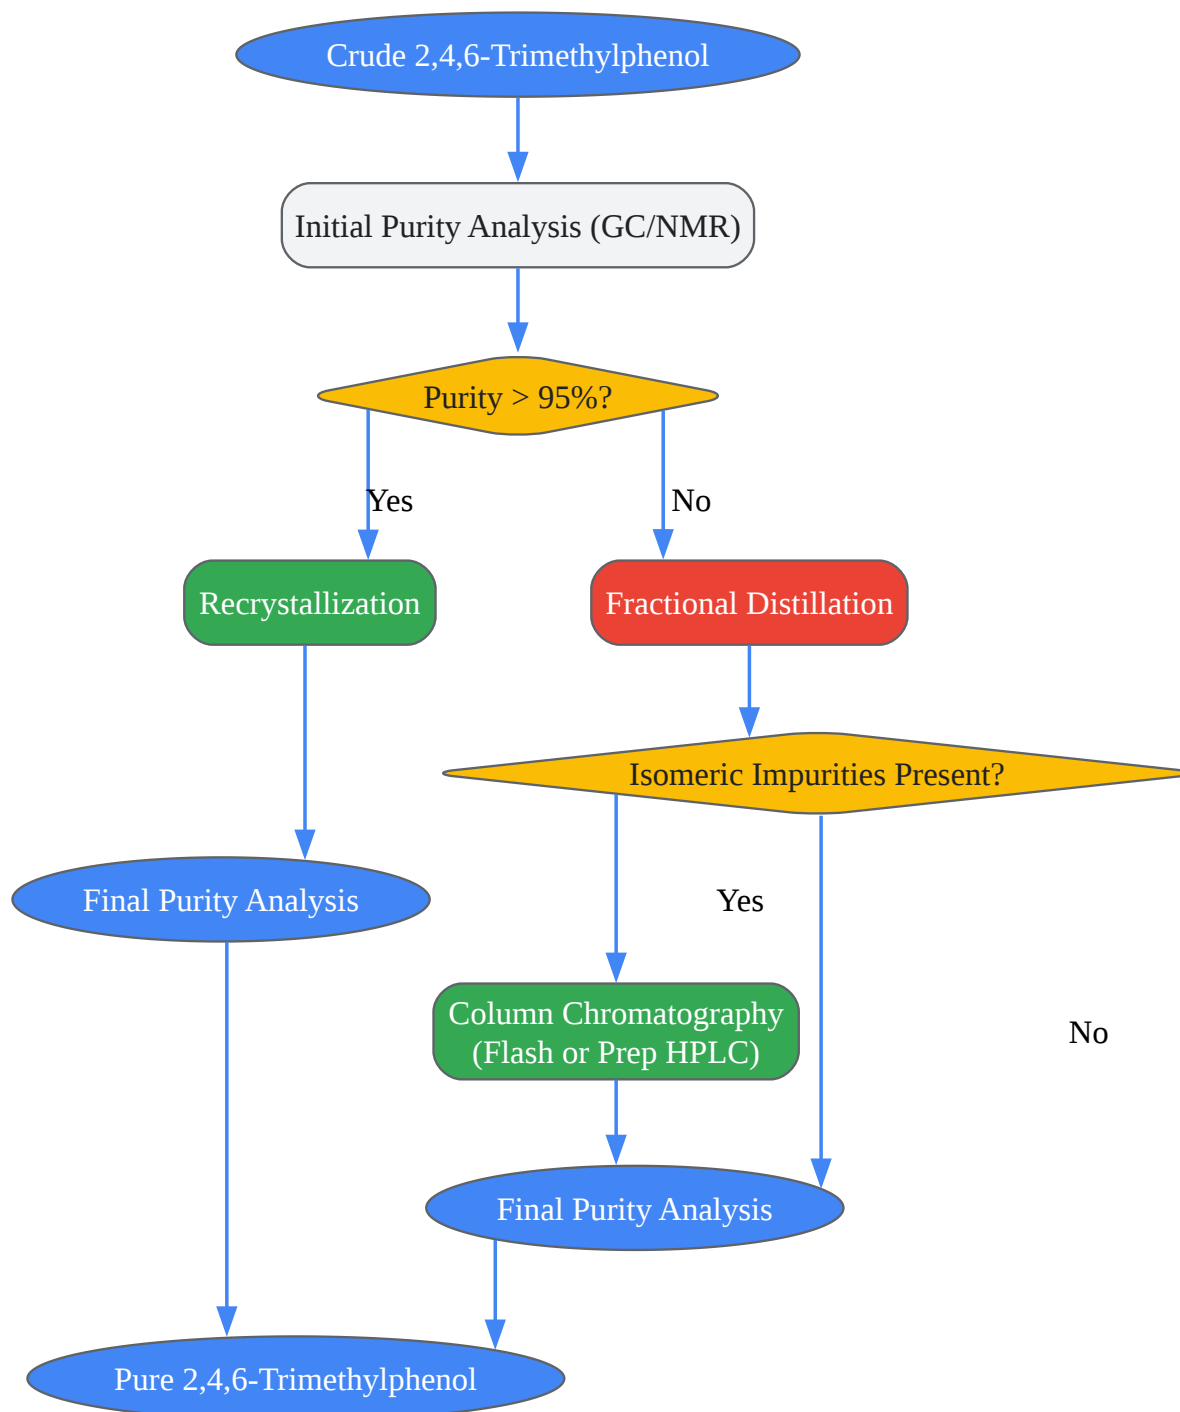 Crude 2,4,6-Trimethylphenol
Initial Purity Analysis (GC/NMR)
Purity > 95%?
Yes
No
Recrystallization
Fractional Distillation
Isomeric Impurities Present?
Final Purity Analysis
Yes
Column Chromatography
(Flash or Prep HPLC)
No
Final Purity Analysis
Pure 2,4,6-Trimethylphenol